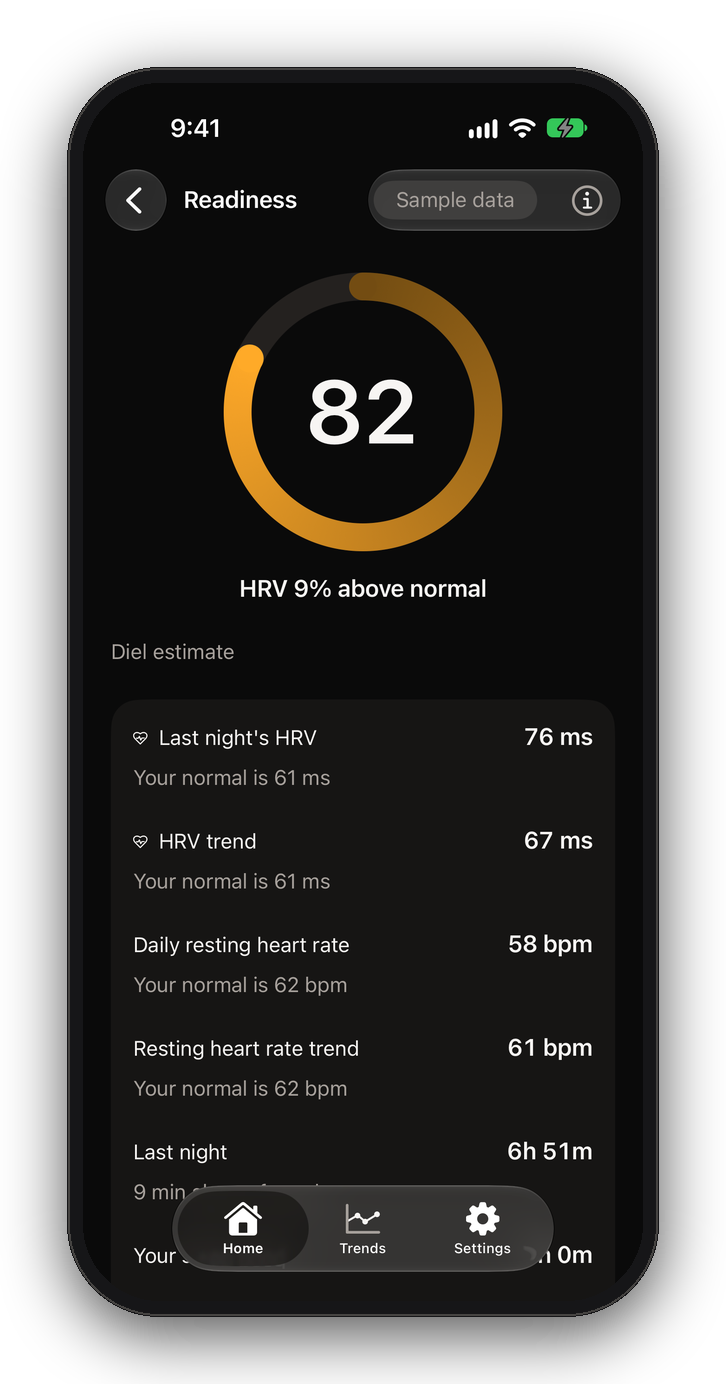 9:41
Readiness
Sample data
82
HRV 9% above normal
Diel estimate
Last night's HRV 76 ms
Your normal is 61 ms
HRV trend 67 ms
Your normal is 61 ms
Daily resting heart rate 58 bpm
Your normal is 62 bpm
Resting heart rate trend 61 bpm
Your normal is 62 bpm
Last night 6h 51m
9 min
Your 0m
Home Trends Settings